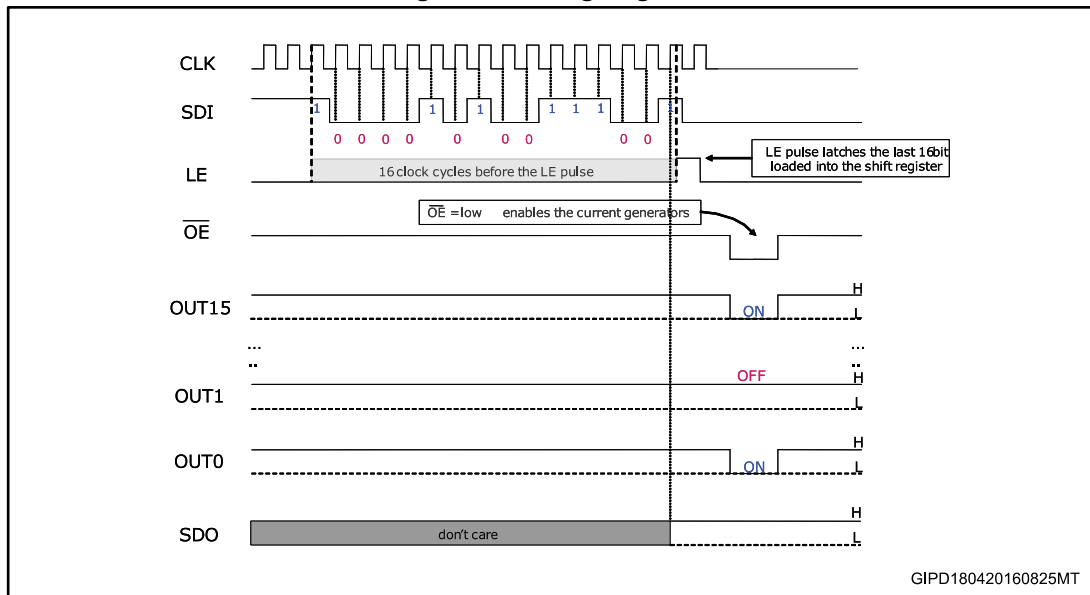 CLK
SDI 1 1 1 1 1 1 1
0 0 0 0 0 0 0 0 0
LE 16 clock cycles before the LE pulse
LE pulse latches the last 16bit
loaded into the shift register
OE =low enables the current generators
OE
H
OUT15 ON L
... ...
.. ..
OFF H
OUT1 L
H
OUT0 ON L
H
SDO don't care L
GIPD180420160825MT